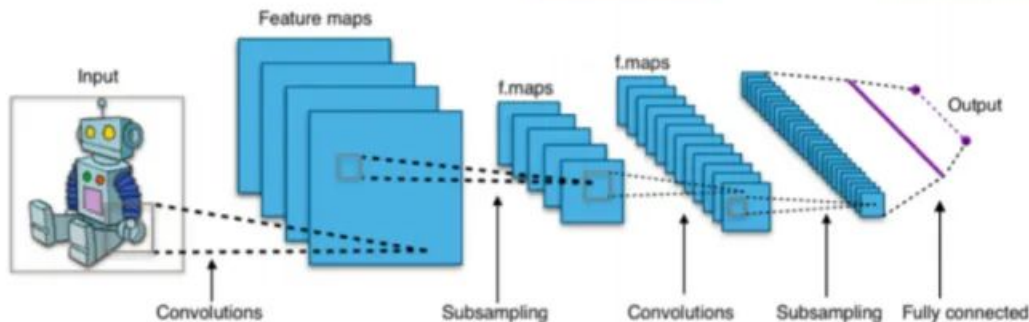 Feature maps
Input
f.maps
f.maps
Output
Convolutions
Subsampling
Convolutions
Subsampling
Fully connected